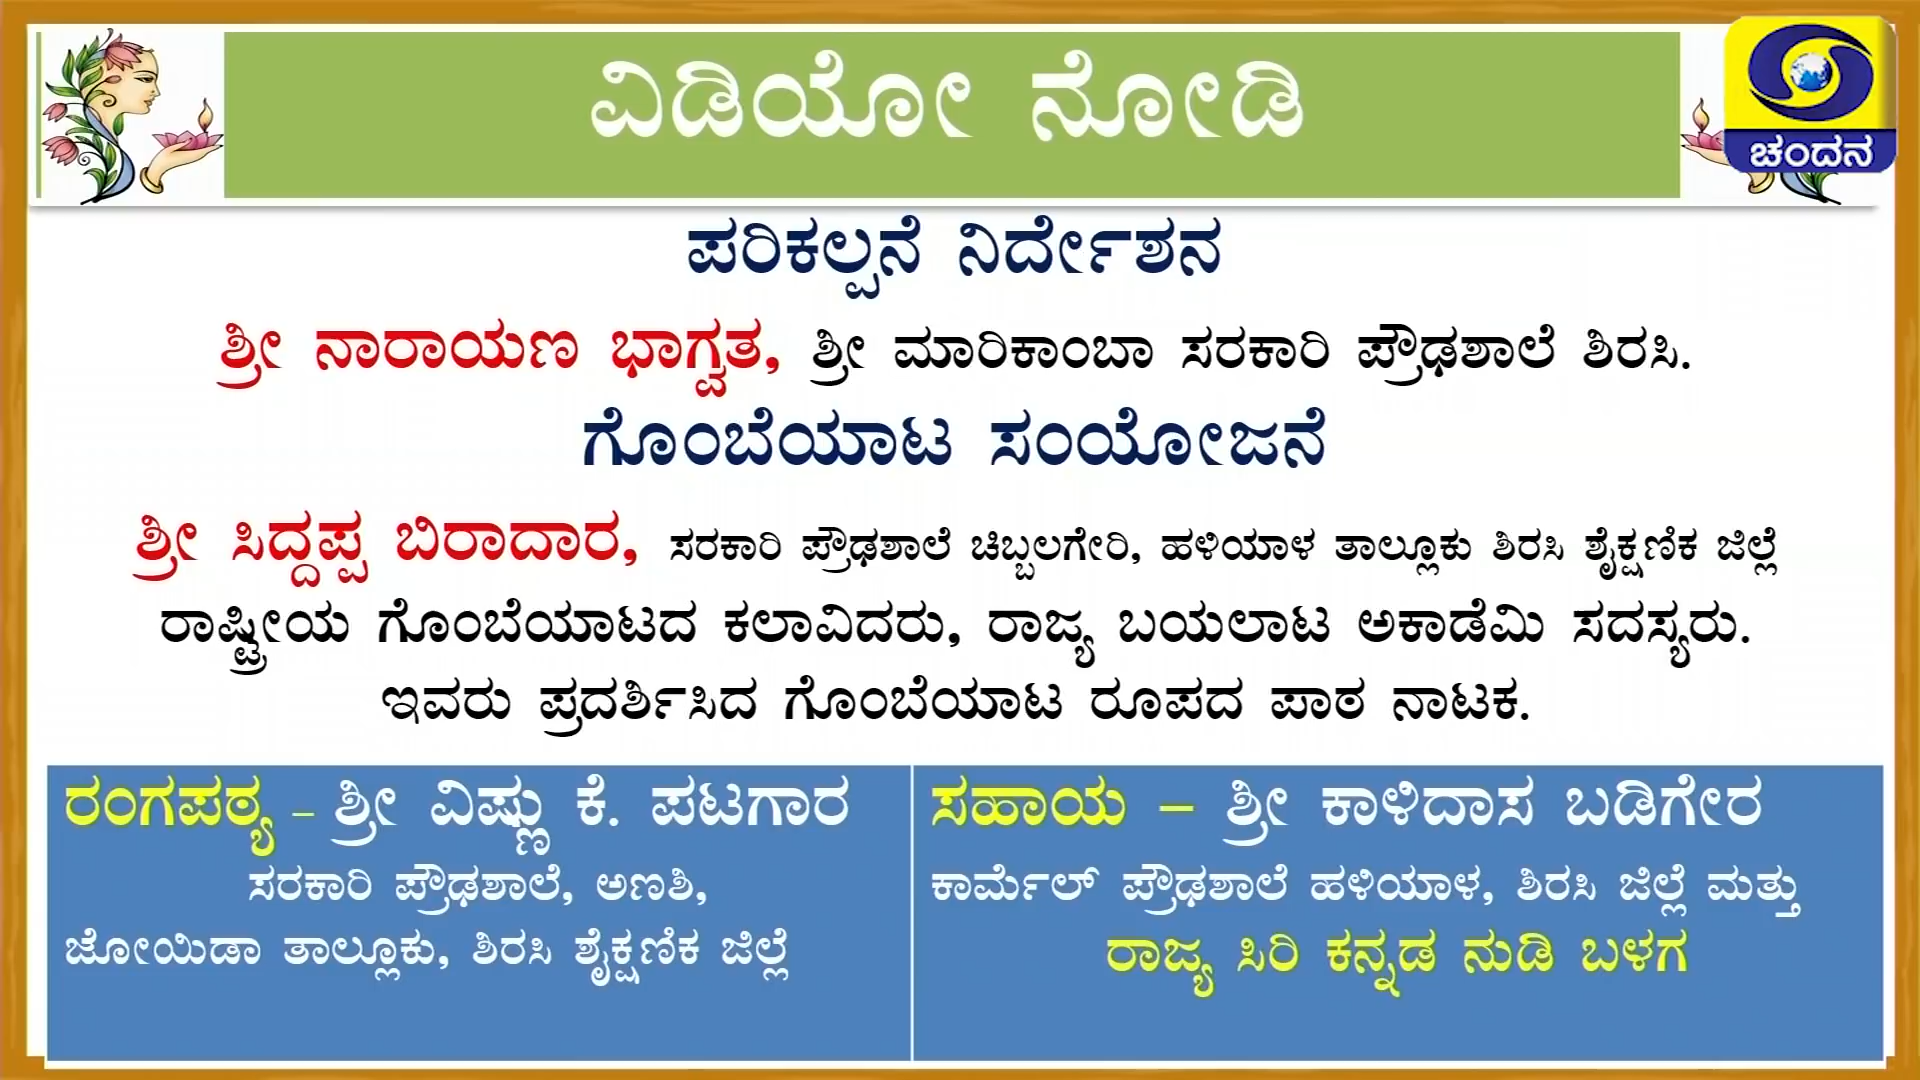 ವಿಡಿಯೋ ನೋಡಿ
ಚಂದನ
ಪರಿಕಲ್ಪನೆ ನಿರ್ದೇಶನ
ಶ್ರೀ ನಾರಾಯಣ ಭಾಗ್ವತ, ಶ್ರೀ ಮಾರಿಕಾಂಬಾ ಸರಕಾರಿ ಪ್ರೌಢಶಾಲೆ ಶಿರಸಿ.
ಗೊಂಬೆಯಾಟ ಸಂಯೋಜನೆ
ಶ್ರೀ ಸಿದ್ದಪ್ಪ ಬಿರಾದಾರ, ಸರಕಾರಿ ಪ್ರೌಢಶಾಲೆ ಚಿಬ್ಬಲಗೇರಿ, ಹಳಿಯಾಳ ತಾಲ್ಲೂಕು ಶಿರಸಿ ಶೈಕ್ಷಣಿಕ ಜಿಲ್ಲೆ
ರಾಷ್ಟ್ರೀಯ ಗೊಂಬೆಯಾಟದ ಕಲಾವಿದರು, ರಾಜ್ಯ ಬಯಲಾಟ ಅಕಾಡೆಮಿ ಸದಸ್ಯರು.
ಇವರು ಪ್ರದರ್ಶಿಸಿದ ಗೊಂಬೆಯಾಟ ರೂಪದ ಪಾಠ ನಾಟಕ.
ರಂಗಪಠ್ಯ – ಶ್ರೀ ವಿಷ್ಣು ಕೆ. ಪಟಗಾರ
ಸರಕಾರಿ ಪ್ರೌಢಶಾಲೆ, ಅಣಶಿ,
ಜೋಯಿಡಾ ತಾಲ್ಲೂಕು, ಶಿರಸಿ ಶೈಕ್ಷಣಿಕ ಜಿಲ್ಲೆ
ಸಹಾಯ – ಶ್ರೀ ಕಾಳಿದಾಸ ಬಡಿಗೇರ
ಕಾರ್ಮೆಲ್ ಪ್ರೌಢಶಾಲೆ ಹಳಿಯಾಳ, ಶಿರಸಿ ಜಿಲ್ಲೆ ಮತ್ತು
ರಾಜ್ಯ ಸಿರಿ ಕನ್ನಡ ನುಡಿ ಬಳಗ